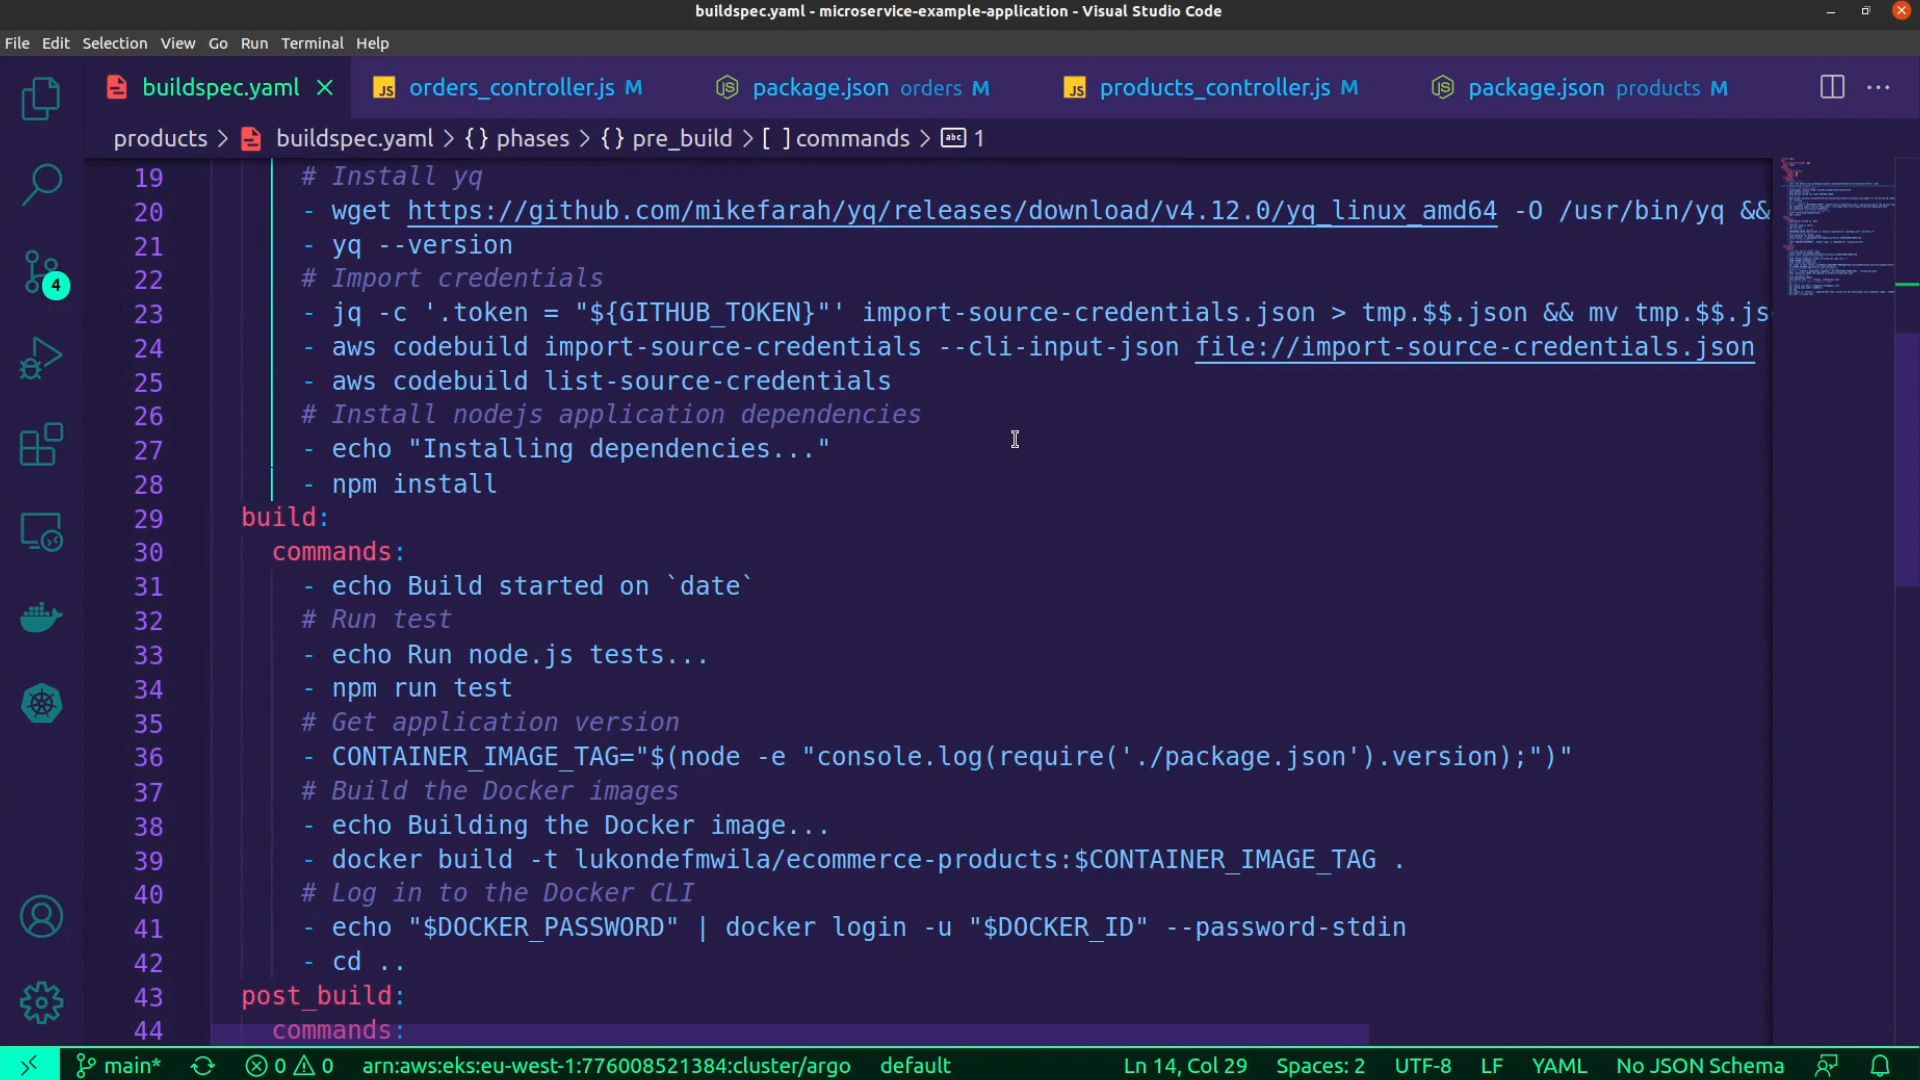 buildspec.yaml - microservice-example-application - Visual Studio Code
File Edit Selection View Go Run Terminal Help
buildspec.yaml
JS orders_controller.js M
package.json orders M
JS products_controller.js M
package.json products M
products > buildspec.yaml > {} phases > {} pre_build > [ ] commands > abc 1
19 # Install yq
20 - wget https://github.com/mikefarah/yq/releases/download/v4.12.0/yq_linux_amd64 -O /usr/bin/yq &&
21 - yq --version
22 # Import credentials
23 - jq -c '.token = "${GITHUB_TOKEN}"' import-source-credentials.json > tmp.$$.json && mv tmp.$$.js
24 - aws codebuild import-source-credentials --cli-input-json file://import-source-credentials.json
25 - aws codebuild list-source-credentials
26 # Install nodejs application dependencies
27 - echo "Installing dependencies..."
28 - npm install
29 build:
30 commands:
31 - echo Build started on `date`
32 # Run test
33 - echo Run node.js tests...
34 - npm run test
35 # Get application version
36 - CONTAINER_IMAGE_TAG="$(node -e "console.log(require('./package.json').version);")"
37 # Build the Docker images
38 - echo Building the Docker image...
39 - docker build -t lukondefmwila/ecommerce-products:$CONTAINER_IMAGE_TAG .
40 # Log in to the Docker CLI
41 - echo "$DOCKER_PASSWORD" | docker login -u "$DOCKER_ID" --password-stdin
42 - cd ..
43 post_build:
44 commands:
4
main* 0 0 arn:aws:eks:eu-west-1:776008521384:cluster/argo default Ln 14, Col 29 Spaces: 2 UTF-8 LF YAML No JSON Schema